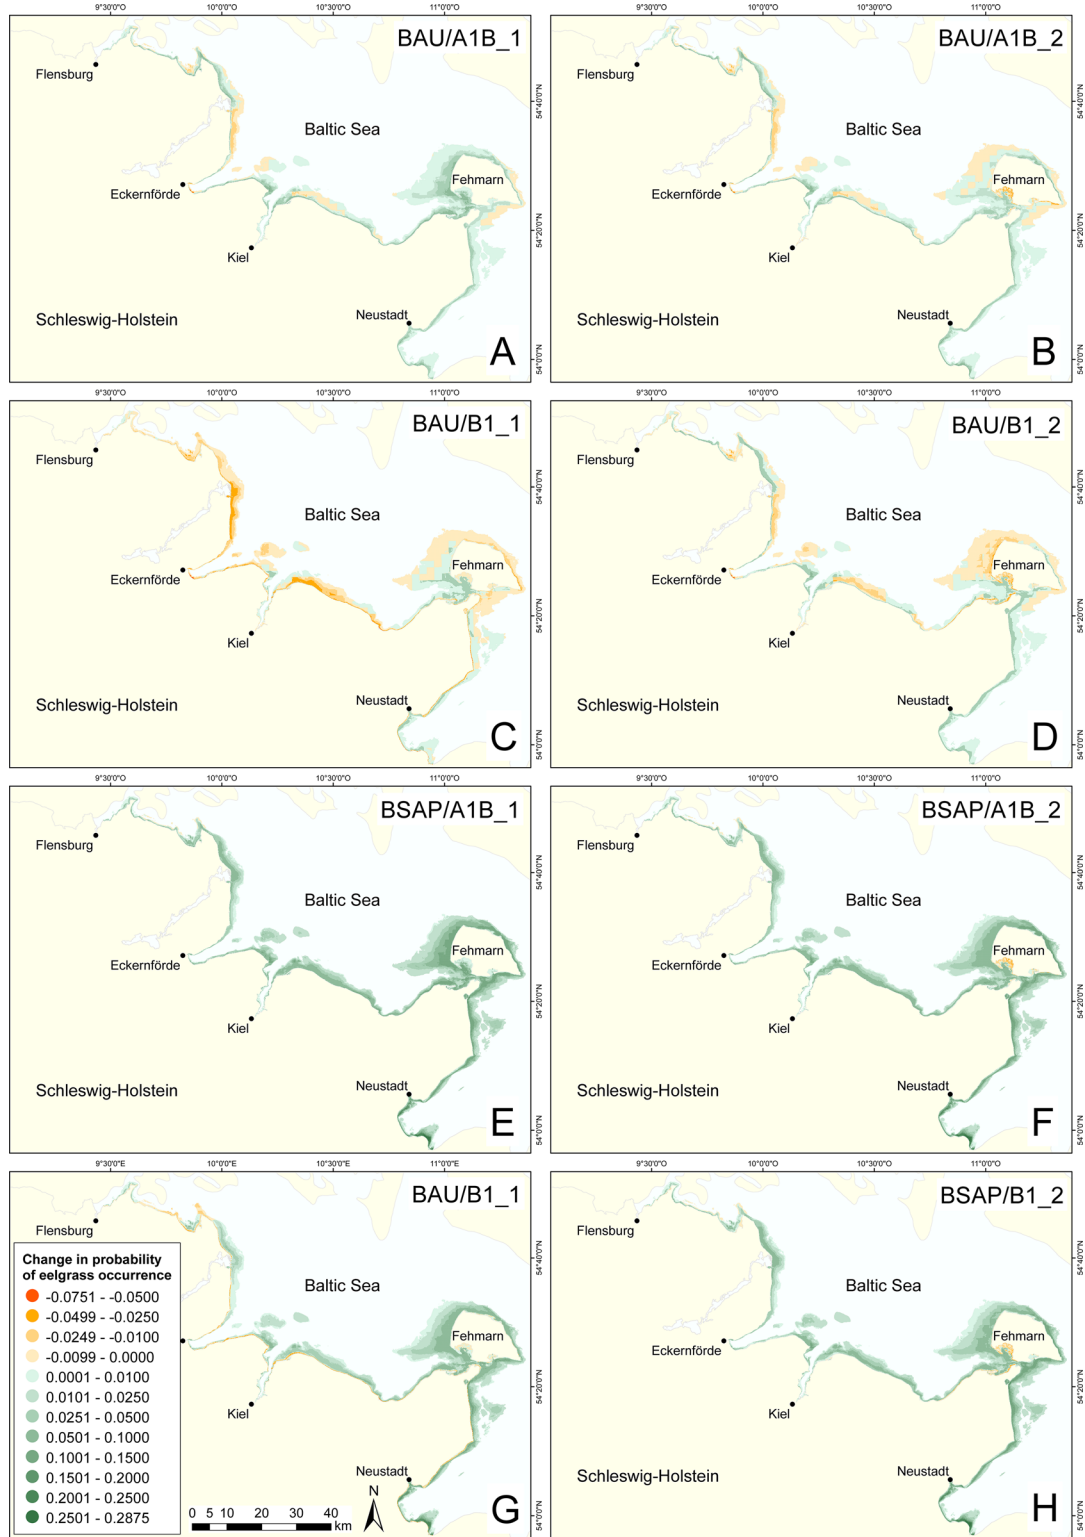 9°30'0"O 10°0'0"O 10°30'0"O 11°0'0"O
BAU/A1B_1
Flensburg
54°40'0"N
Baltic Sea
Fehmarn
Eckernförde
54°20'0"N
Kiel
Neustadt
Schleswig-Holstein
A
54°0'0"N
9°30'0"O 10°0'0"O 10°30'0"O 11°0'0"O
BAU/A1B_2
Flensburg
54°40'0"N
Baltic Sea
Fehmarn
Eckernförde
54°20'0"N
Kiel
Neustadt
Schleswig-Holstein
B
54°0'0"N
9°30'0"O 10°0'0"O 10°30'0"O 11°0'0"O
BAU/B1_1
Flensburg
54°40'0"N
Baltic Sea
Fehmarn
Eckernförde
54°20'0"N
Kiel
Neustadt
Schleswig-Holstein
C
54°0'0"N
9°30'0"O 10°0'0"O 10°30'0"O 11°0'0"O
BAU/B1_2
Flensburg
54°40'0"N
Baltic Sea
Fehmarn
Eckernförde
54°20'0"N
Kiel
Neustadt
Schleswig-Holstein
D
54°0'0"N
9°30'0"O 10°0'0"O 10°30'0"O 11°0'0"O
BSAP/A1B_1
Flensburg
54°40'0"N
Baltic Sea
Fehmarn
Eckernförde
54°20'0"N
Kiel
Neustadt
Schleswig-Holstein
E
54°0'0"N
9°30'0"O 10°0'0"O 10°30'0"O 11°0'0"O
BSAP/A1B_2
Flensburg
54°40'0"N
Baltic Sea
Fehmarn
Eckernförde
54°20'0"N
Kiel
Neustadt
Schleswig-Holstein
F
54°0'0"N
9°30'0"E 10°0'0"E 10°30'0"E 11°0'0"E
BAU/B1_1
Flensburg
54°40'0"N
Baltic Sea
Fehmarn
54°20'0"N
Kiel
Neustadt
G
54°0'0"N
Change in probability
of eelgrass occurrence
-0.0751 - -0.0500
-0.0499 - -0.0250
-0.0249 - -0.0100
-0.0099 - 0.0000
0.0001 - 0.0100
0.0101 - 0.0250
0.0251 - 0.0500
0.0501 - 0.1000
0.1001 - 0.1500
0.1501 - 0.2000
0.2001 - 0.2500
0.2501 - 0.2875
0 5 10 20 30 40
km
N
9°30'0"O 10°0'0"O 10°30'0"O 11°0'0"O
BSAP/B1_2
Flensburg
54°40'0"N
Baltic Sea
Fehmarn
Eckernförde
54°20'0"N
Kiel
Neustadt
Schleswig-Holstein
H
54°0'0"N